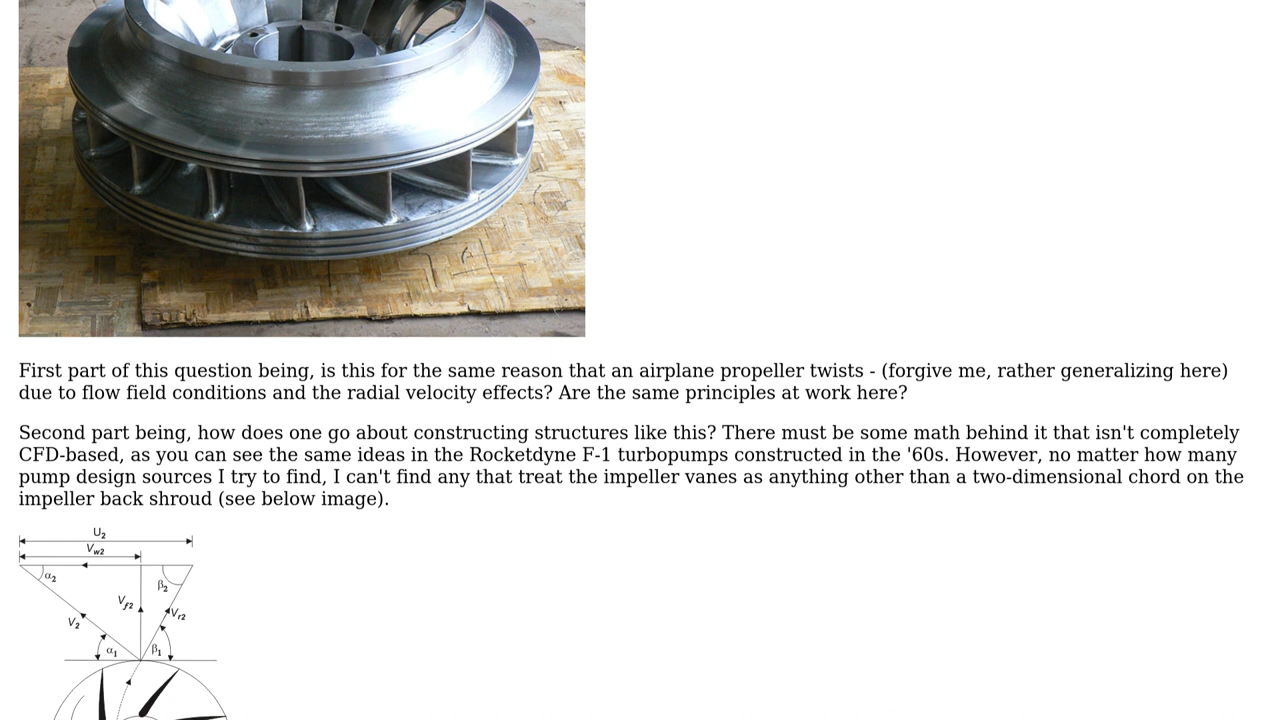 First part of this question being, is this for the same reason that an airplane propeller twists - (forgive me, rather generalizing here)
due to flow field conditions and the radial velocity effects? Are the same principles at work here?
Second part being, how does one go about constructing structures like this? There must be some math behind it that isn't completely
CFD-based, as you can see the same ideas in the Rocketdyne F-1 turbopumps constructed in the '60s. However, no matter how many
pump design sources I try to find, I can't find any that treat the impeller vanes as anything other than a two-dimensional chord on the
impeller back shroud (see below image).
U2
Vw2
α2
β2
Vf2
Vr2
V2
α1
β1